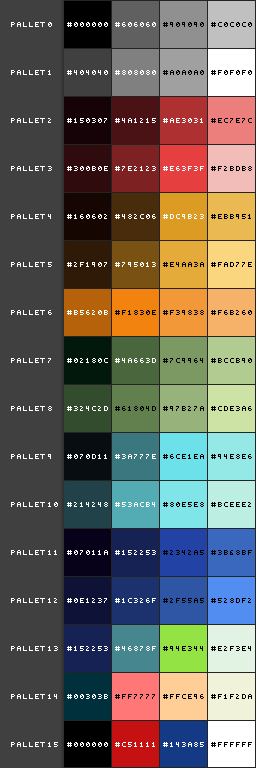 PALLET0 #000000 #606060 #909090 #C0C0C0
PALLET1 #404040 #808080 #A0A0A0 #F0F0F0
PALLET2 #150307 #4A1215 #AE3031 #EC7E7C
PALLET3 #300B0E #7E2123 #E63F3F #F2BDB8
PALLET4 #160602 #482C06 #DC9B23 #EBB951
PALLET5 #2F1907 #795013 #E4AA3A #FAD77E
PALLET6 #B5620B #F1830E #F39838 #F6B260
PALLET7 #02180C #4A663D #7C9964 #BCCB90
PALLET8 #324C2D #61804D #97B27A #CDE3A6
PALLET9 #070D11 #3A777E #6CE1EA #94E8E6
PALLET10 #214248 #53ACB4 #80E5E8 #BCEEE2
PALLET11 #07011A #152253 #2342A5 #3B68BF
PALLET12 #0E1237 #1C326F #2F55A5 #528DF2
PALLET13 #152253 #46878F #94E344 #E2F3E4
PALLET14 #00303B #FF7777 #FFCE96 #F1F2DA
PALLET15 #000000 #C51111 #143A85 #FFFFFF